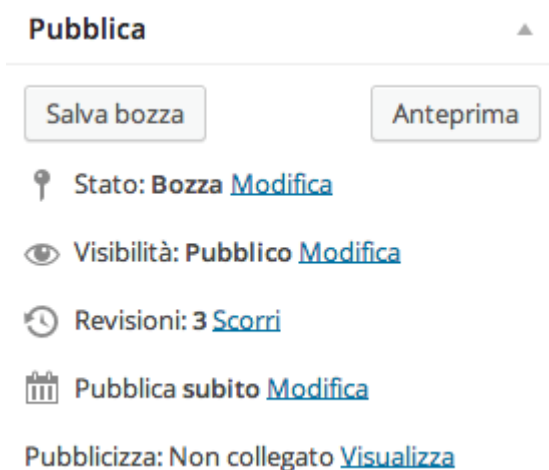 Pubblica
Salva bozza Anteprima
Stato: Bozza Modifica
Visibilità: Pubblico Modifica
Revisioni: 3 Scorri
Pubblica subito Modifica
Pubblicizza: Non collegato Visualizza